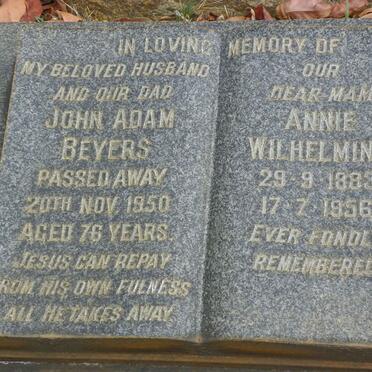 IN LOVING MEMORY OF
MY BELOVED HUSBAND
AND OUR DAD
JOHN ADAM
BEYERS
PASSED AWAY
20TH NOV. 1950
AGED 76 YEARS.
JESUS CAN REPAY
FROM HIS OWN FULNESS
ALL HE TAKES AWAY
OUR
DEAR MAM
ANNIE
WILHELMIN
29·9·188
17·7·1956
EVER FONDL
REMEMBERED